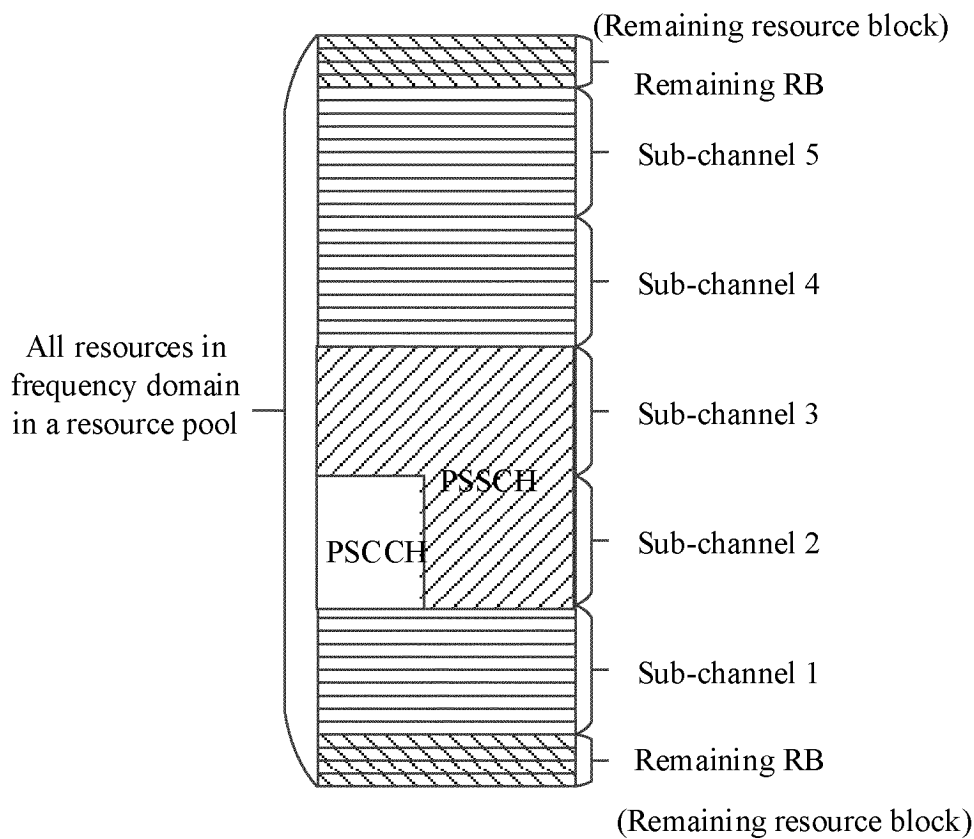 (Remaining resource block)
Remaining RB
Sub-channel 5
Sub-channel 4
All resources in
frequency domain
in a resource pool
Sub-channel 3
PSSCH
PSCCH
Sub-channel 2
Sub-channel 1
Remaining RB
(Remaining resource block)